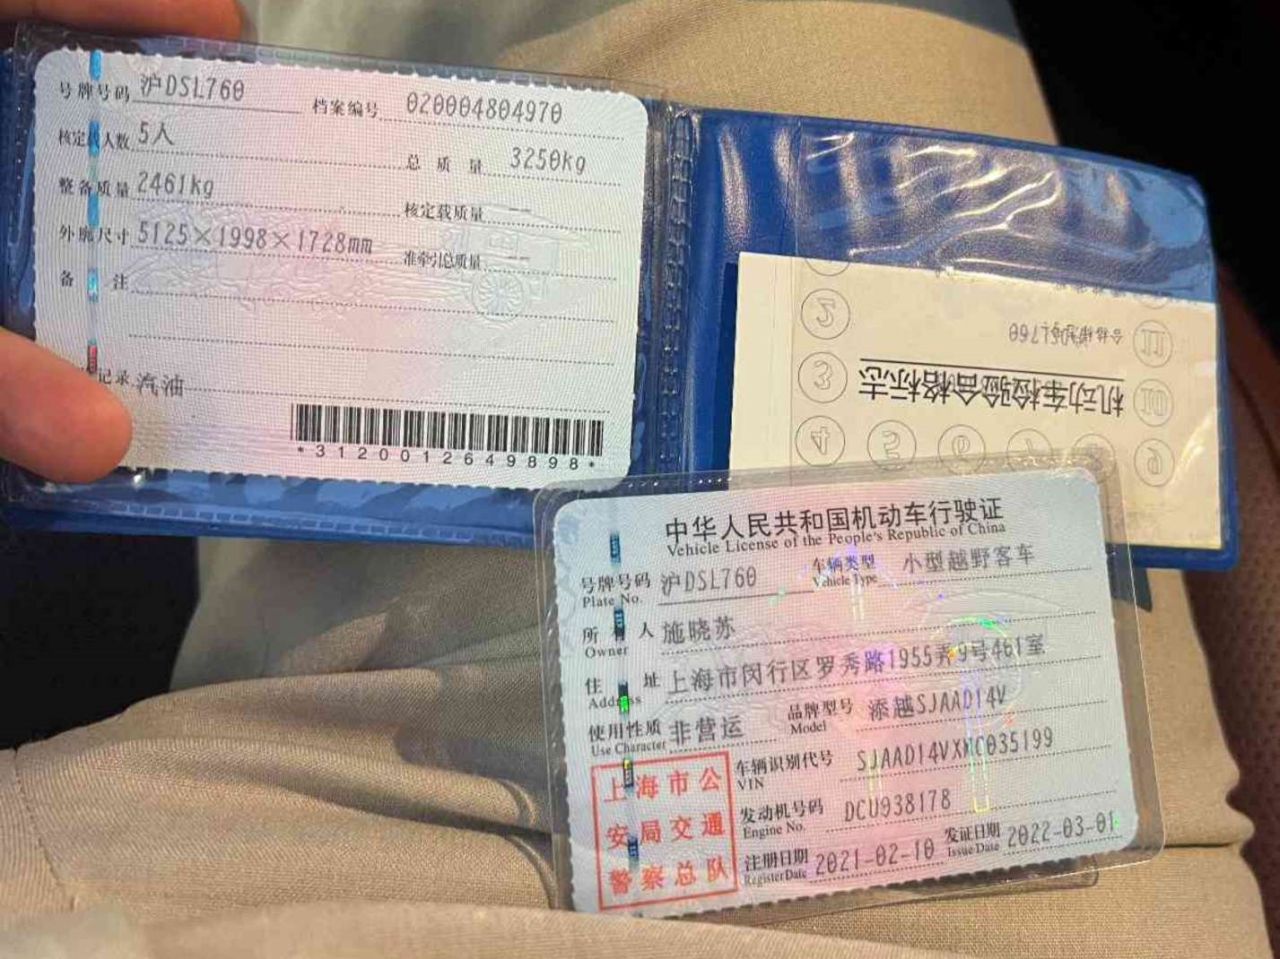 号牌号码 沪DSL760 档案编号 020004804970
核定载人数 5人 总质量 3250kg
整备质量 2461kg 核定载质量 --
外廓尺寸 5125×1998×1728mm 准牵引总质量 --
备 注
记录 汽油
*3120012649898*
机动车检验合格标志
2
3
4
5
6
7
9
10
11
中华人民共和国机动车行驶证
Vehicle License of the People's Republic of China
号牌号码 沪DSL760 车辆类型 小型越野客车
Plate No. Vehicle Type
所有人 施晓苏
Owner
住 址 上海市闵行区罗秀路1955弄9号461室
Address
使用性质 非营运 品牌型号 添越SJAAD14V
Use Character Model
车辆识别代号 SJAAD14VXMC035199
VIN
发动机号码 DCU938178
Engine No.
注册日期 2021-02-10 发证日期 2022-03-01
Register Date Issue Date
上海市公
安局交通
警察总队